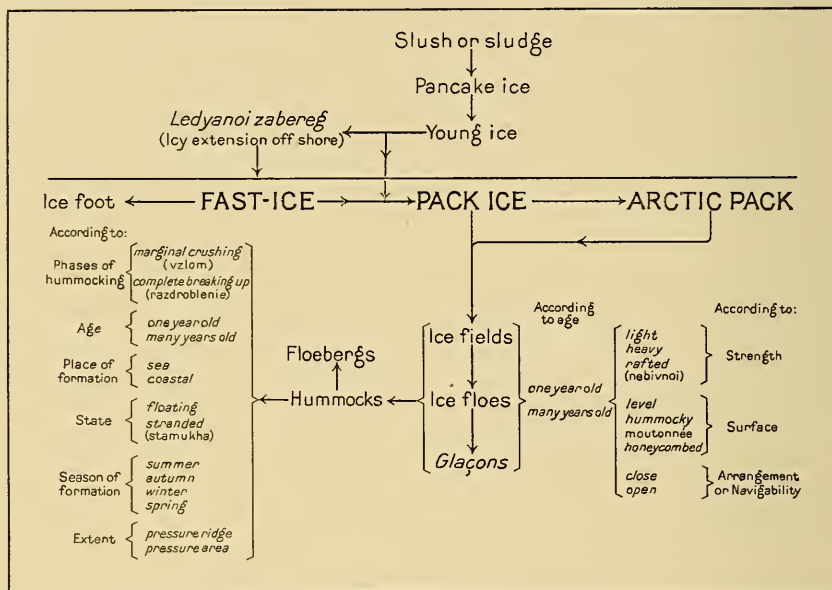 Slush or sludge
Pancake ice
Ledyanoi zabereg
(Icy extension off shore)
Young ice
Ice foot
FAST-ICE
PACK ICE
ARCTIC PACK
According to:
Phases of
hummocking
marginal crushing
(vzlom)
complete breaking up
(razdroblenie)
Age
one year old
many years old
Place of
formation
sea
coastal
State
floating
stranded
(stamukha)
Season of
formation
summer
autumn
winter
spring
Extent
pressure ridge
pressure area
Floebergs
Hummocks
Ice fields
Ice floes
Glaçons
According
to age
one year old
many years old
According to:
light
heavy
rafted
(nabivnoi)
Strength
level
hummocky
moutonnée
honeycombed
Surface
close
open
Arrangement
or Navigability